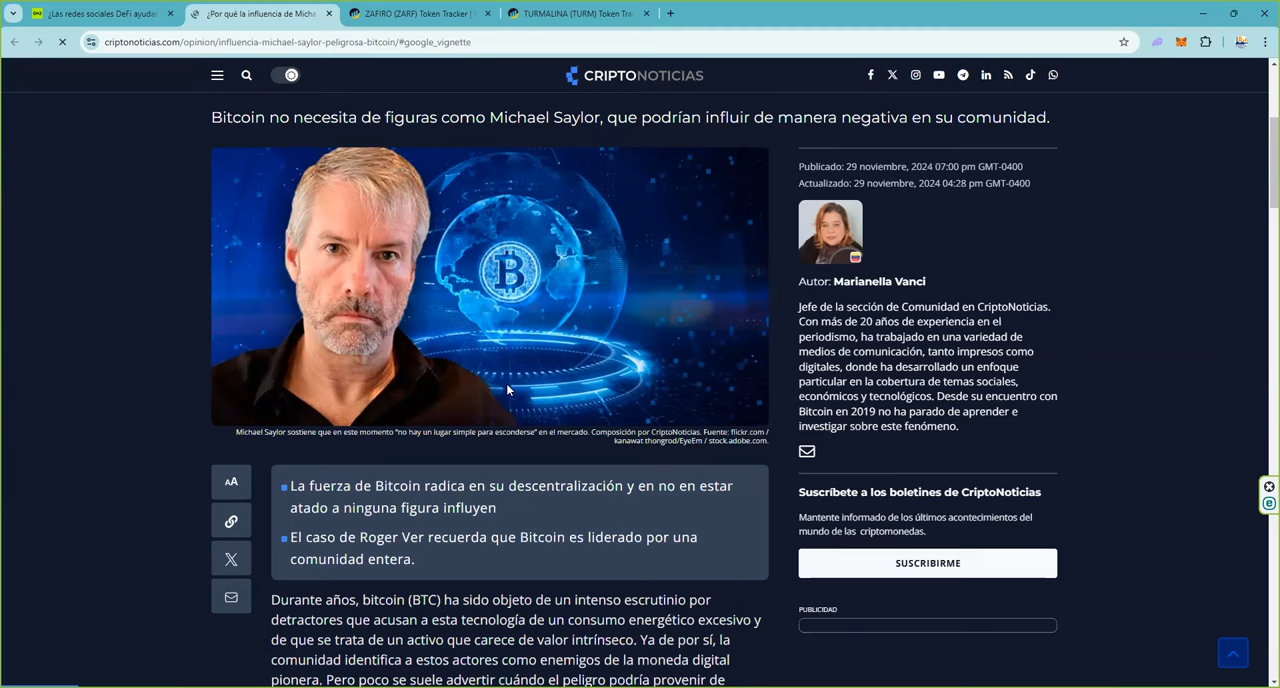 ¿Las redes sociales DeFi ayudar
¿Por qué la influencia de Micha
ZAFIRO (ZARF) Token Tracker |
TURMALINA (TURM) Token Tra
criptonoticias.com/opinion/influencia-michael-saylor-peligrosa-bitcoin/#google_vignette
CRIPTONOTICIAS
Bitcoin no necesita de figuras como Michael Saylor, que podrían influir de manera negativa en su comunidad.
Michael Saylor sostiene que en este momento "no hay un lugar simple para esconderse" en el mercado. Composición por CriptoNoticias. Fuente: flickr.com /
kanawat thongrod/EyeEm / stock.adobe.com.
AA
La fuerza de Bitcoin radica en su descentralización y en no en estar
atado a ninguna figura influyen
El caso de Roger Ver recuerda que Bitcoin es liderado por una
comunidad entera.
Durante años, bitcoin (BTC) ha sido objeto de un intenso escrutinio por
detractores que acusan a esta tecnología de un consumo energético excesivo y
de que se trata de un activo que carece de valor intrínseco. Ya de por sí, la
comunidad identifica a estos actores como enemigos de la moneda digital
pionera. Pero poco se suele advertir cuándo el peligro podría provenir de
Publicado: 29 noviembre, 2024 07:00 pm GMT-0400
Actualizado: 29 noviembre, 2024 04:28 pm GMT-0400
Autor: Marianella Vanci
Jefe de la sección de Comunidad en CriptoNoticias.
Con más de 20 años de experiencia en el
periodismo, ha trabajado en una variedad de
medios de comunicación, tanto impresos como
digitales, donde ha desarrollado un enfoque
particular en la cobertura de temas sociales,
económicos y tecnológicos. Desde su encuentro con
Bitcoin en 2019 no ha parado de aprender e
investigar sobre este fenómeno.
Suscríbete a los boletines de CriptoNoticias
Mantente informado de los últimos acontecimientos del
mundo de las criptomonedas.
SUSCRIBIRME
PUBLICIDAD